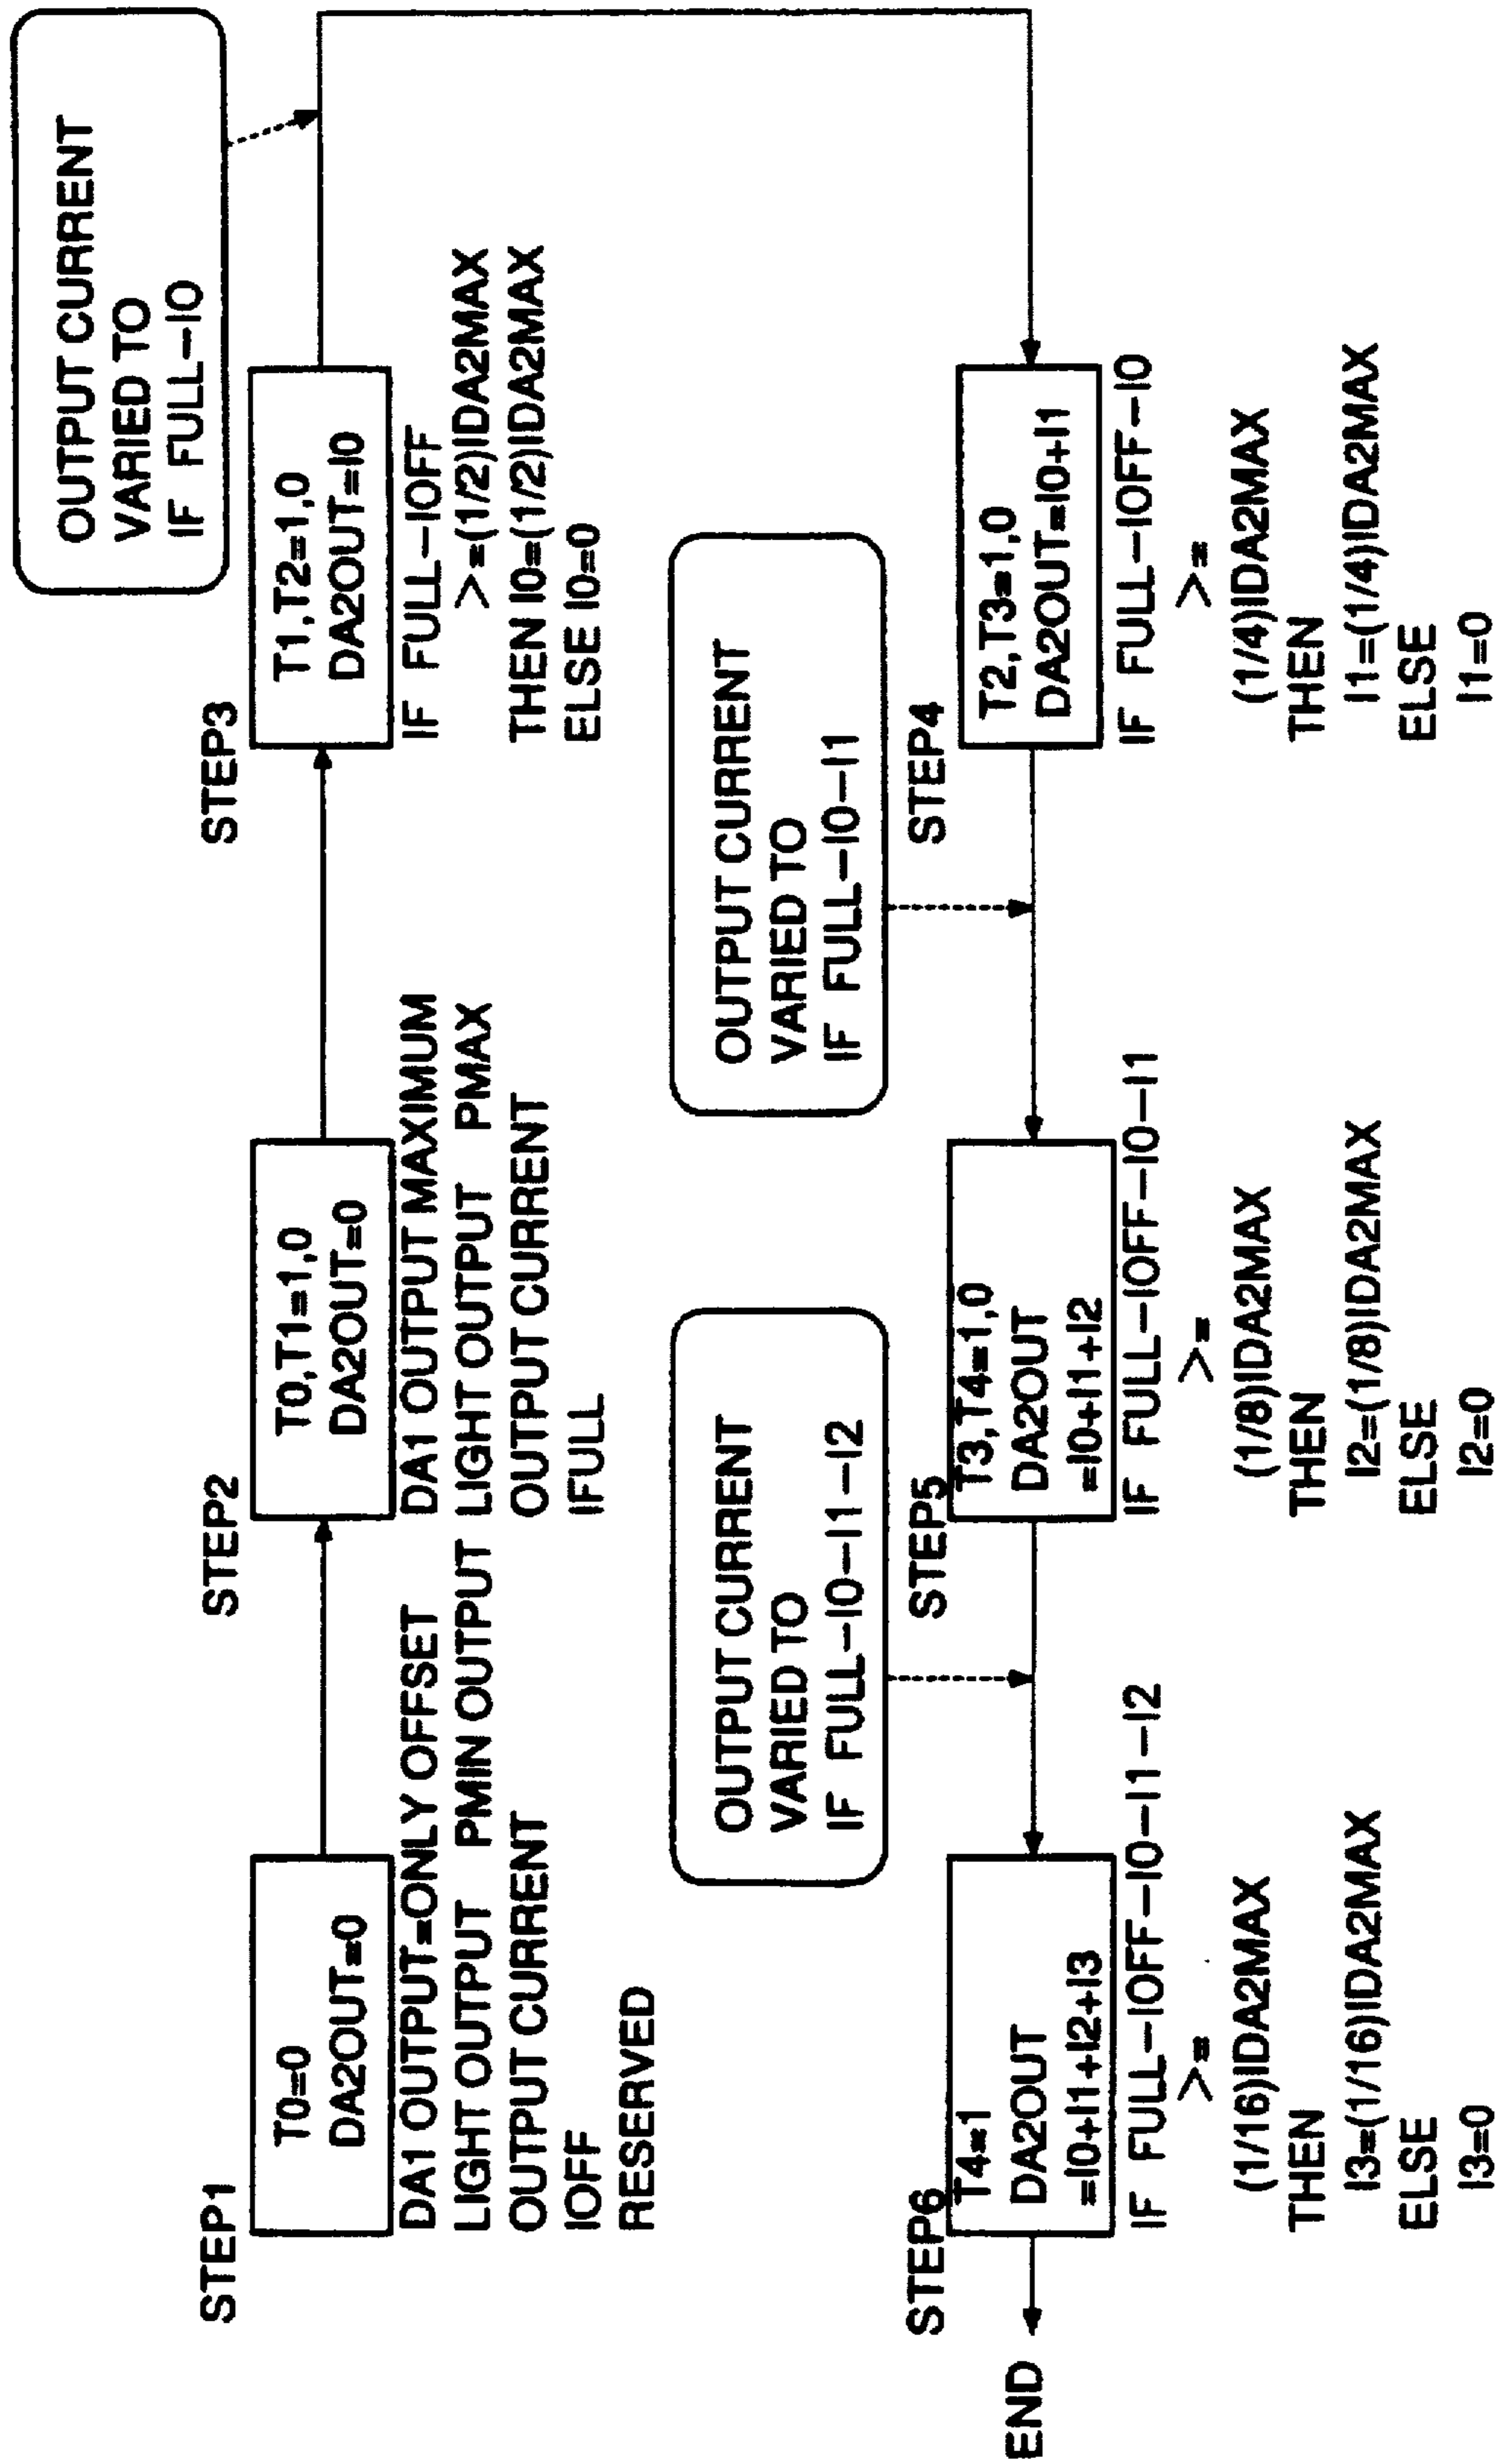 STEP1
T0=0
DA2OUT=0
DA1 OUTPUT=ONLY OFFSET
LIGHT OUTPUT PMIN OUTPUT
OUTPUT CURRENT
IOFF
RESERVED
STEP2
T0,T1=1,0
DA2OUT=0
DA1 OUTPUT MAXIMUM
LIGHT OUTPUT PMAX
OUTPUT CURRENT
IFULL
STEP3
T1,T2=1,0
DA2OUT=I0
IF FULL-IOFF
>=(1/2)IDA2MAX
THEN I0=(1/2)IDA2MAX
ELSE I0=0
OUTPUT CURRENT
VARIED TO
IF FULL-I0
STEP4
T2,T3=1,0
DA2OUT=I0+I1
IF FULL-IOFF-I0
>=
(1/4)IDA2MAX
THEN
I1=(1/4)IDA2MAX
ELSE
I1=0
OUTPUT CURRENT
VARIED TO
IF FULL-I0-I1
STEP5
T3,T4=1,0
DA2OUT
=I0+I1+I2
IF FULL-IOFF-I0-I1
>=
(1/8)IDA2MAX
THEN
I2=(1/8)IDA2MAX
ELSE
I2=0
OUTPUT CURRENT
VARIED TO
IF FULL-I0-I1-I2
STEP6
T4=1
DA2OUT
=I0+I1+I2+I3
IF FULL-IOFF-I0-I1-I2
>=
(1/16)IDA2MAX
THEN
I3=(1/16)IDA2MAX
ELSE
I3=0
END